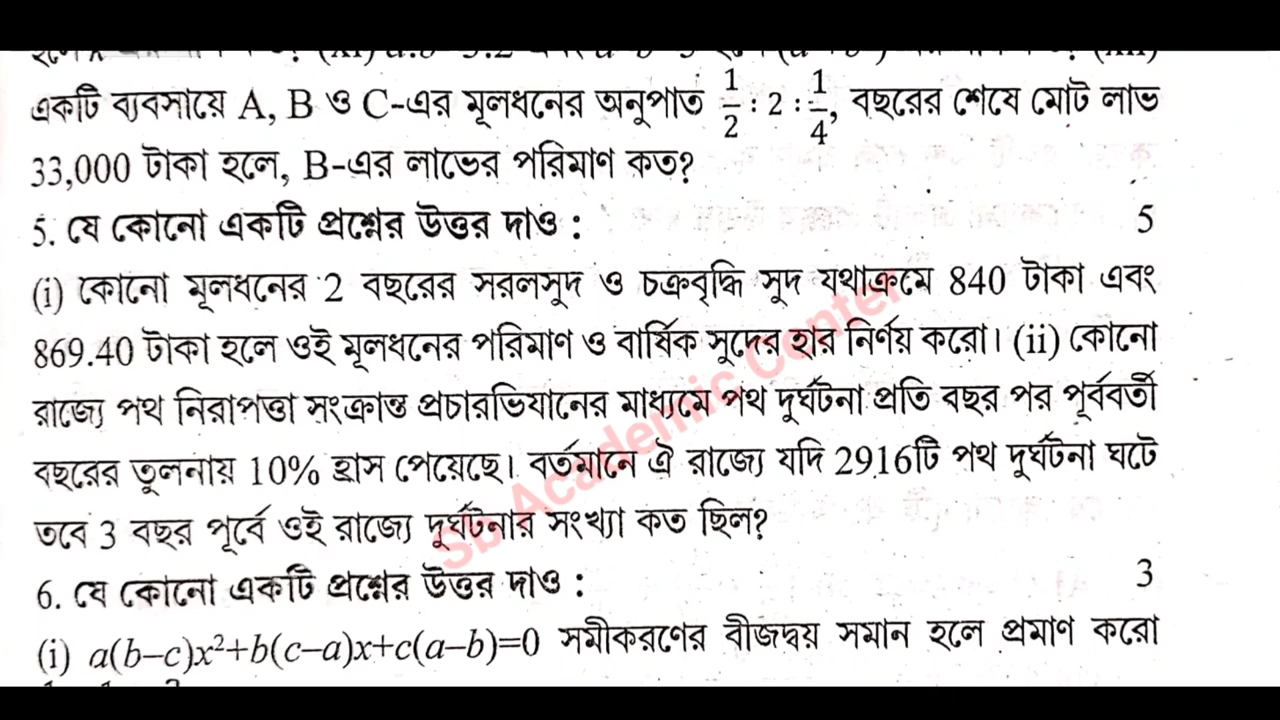 একটি ব্যবসায়ে A, B ও C-এর মূলধনের অনুপাত 1/2 : 2 : 1/4, বছরের শেষে মোট লাভ
33,000 টাকা হলে, B-এর লাভের পরিমাণ কত?
5. যে কোনো একটি প্রশ্নের উত্তর দাও : 5
(i) কোনো মূলধনের 2 বছরের সরলসুদ ও চক্রবৃদ্ধি সুদ যথাক্রমে 840 টাকা এবং
869.40 টাকা হলে ওই মূলধনের পরিমাণ ও বার্ষিক সুদের হার নির্ণয় করো। (ii) কোনো
রাজ্যে পথ নিরাপত্তা সংক্রান্ত প্রচারভিযানের মাধ্যমে পথ দুর্ঘটনা প্রতি বছর পর পূর্ববর্তী
বছরের তুলনায় 10% হ্রাস পেয়েছে। বর্তমানে ঐ রাজ্যে যদি 2916টি পথ দুর্ঘটনা ঘটে
তবে 3 বছর পূর্বে ওই রাজ্যে দুর্ঘটনার সংখ্যা কত ছিল?
6. যে কোনো একটি প্রশ্নের উত্তর দাও : 3
(i) a(b–c)x²+b(c–a)x+c(a–b)=0 সমীকরণের বীজদ্বয় সমান হলে প্রমাণ করো
Sb Academic Center